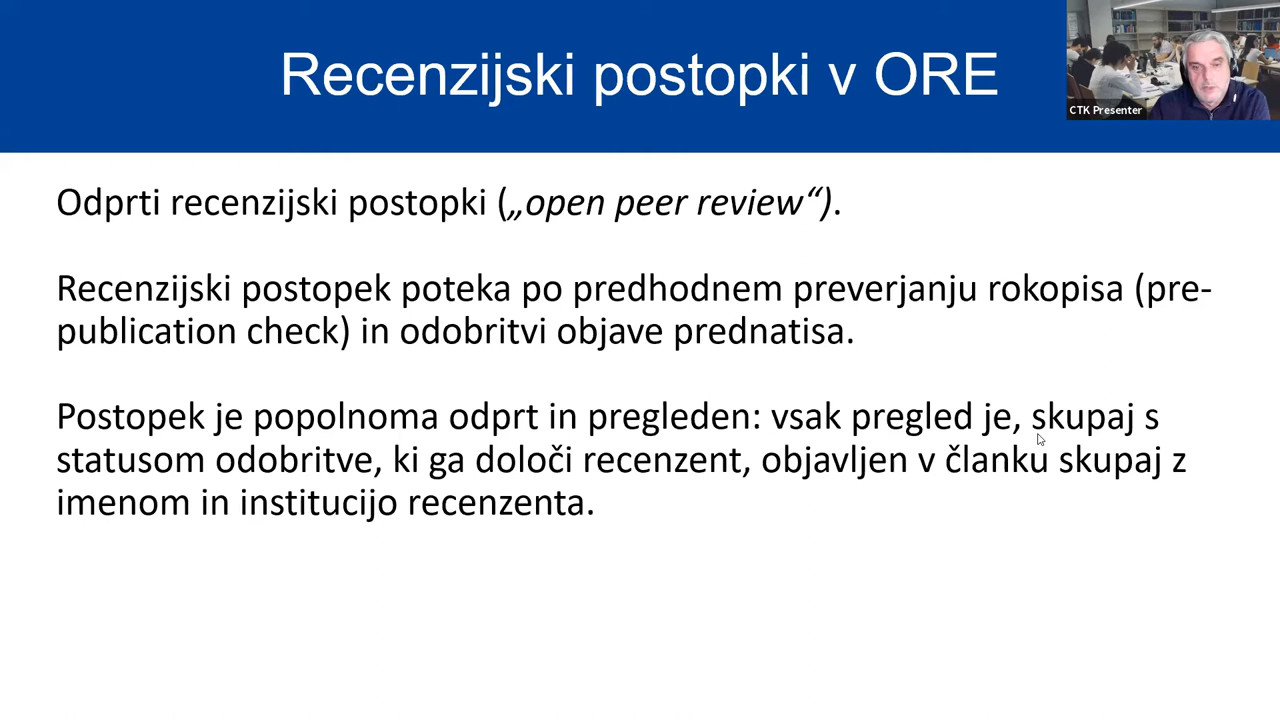 Recenzijski postopki v ORE
CTK Presenter
Odprti recenzijski postopki („open peer review“).
Recenzijski postopek poteka po predhodnem preverjanju rokopisa (pre-
publication check) in odobritvi objave prednatisa.
Postopek je popolnoma odprt in pregleden: vsak pregled je, skupaj s
statusom odobritve, ki ga določi recenzent, objavljen v članku skupaj z
imenom in institucijo recenzenta.